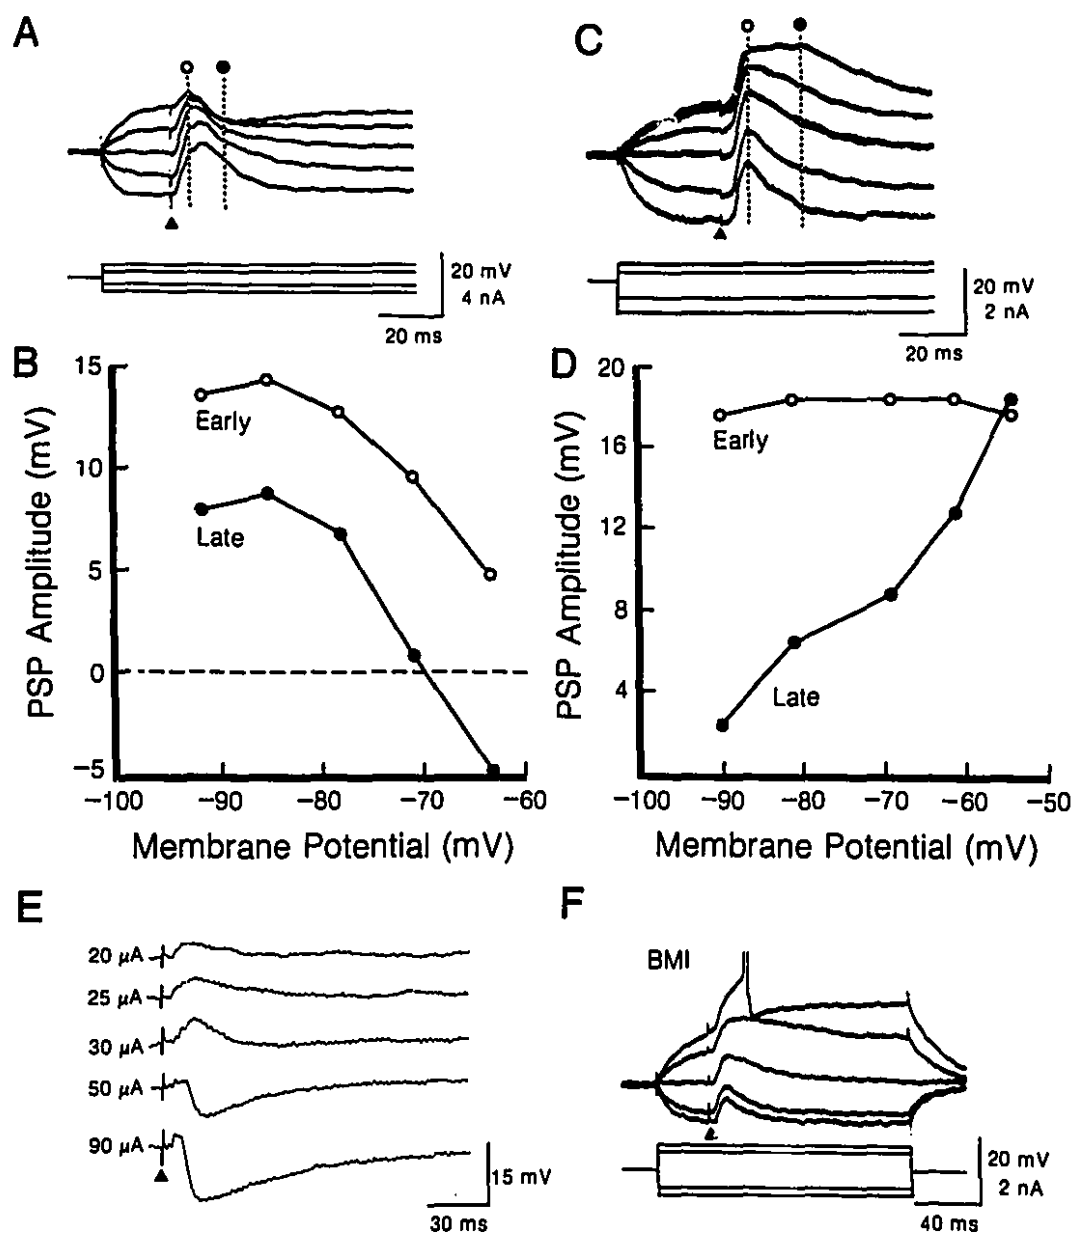 A
20 mV
4 nA
20 ms
C
20 mV
2 nA
20 ms
B
15
10
5
0
−5
PSP Amplitude (mV)
Early
Late
−100 −90 −80 −70 −60
Membrane Potential (mV)
D
20
16
12
8
4
PSP Amplitude (mV)
Early
Late
−100 −90 −80 −70 −60 −50
Membrane Potential (mV)
E
20 µA
25 µA
30 µA
50 µA
90 µA
15 mV
30 ms
F
BMI
20 mV
2 nA
40 ms